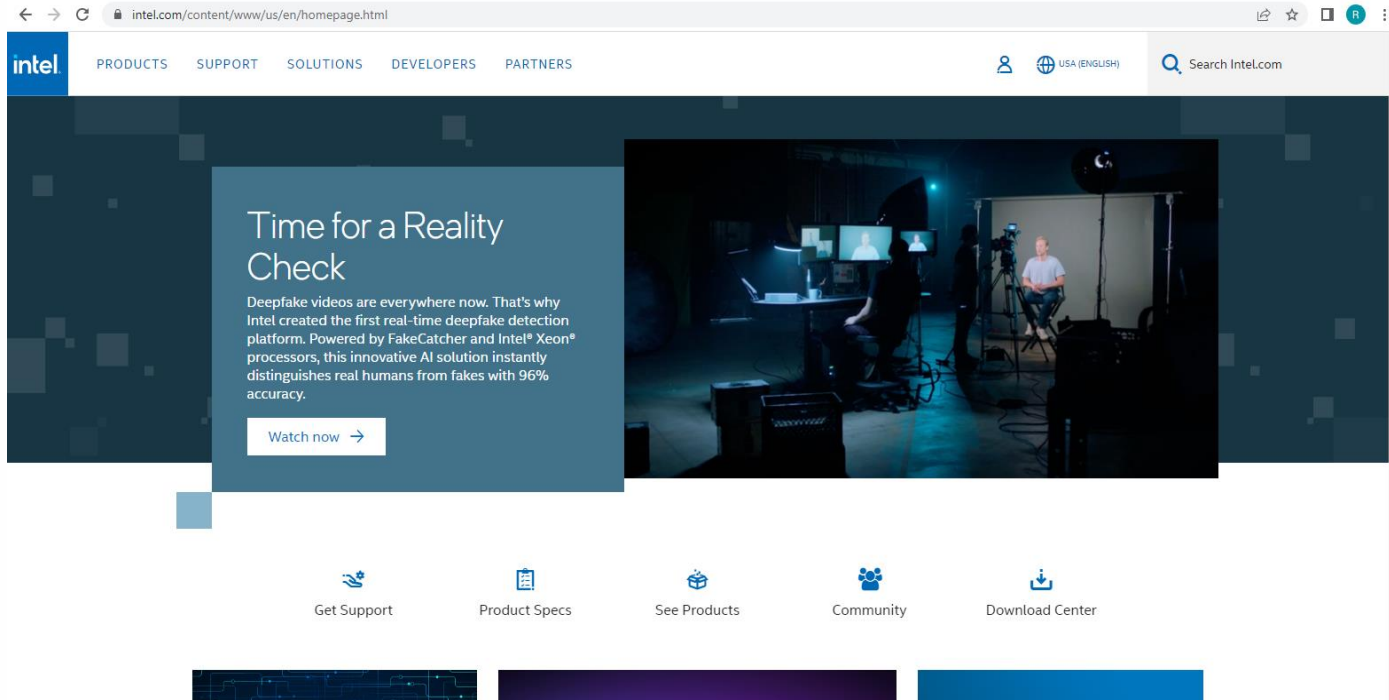 intel.com/content/www/us/en/homepage.html
R
intel.
PRODUCTS SUPPORT SOLUTIONS DEVELOPERS PARTNERS
USA (ENGLISH)
Search Intel.com
Time for a Reality
Check
Deepfake videos are everywhere now. That's why
Intel created the first real-time deepfake detection
platform. Powered by FakeCatcher and Intel® Xeon®
processors, this innovative AI solution instantly
distinguishes real humans from fakes with 96%
accuracy.
Watch now →
Get Support
Product Specs
See Products
Community
Download Center